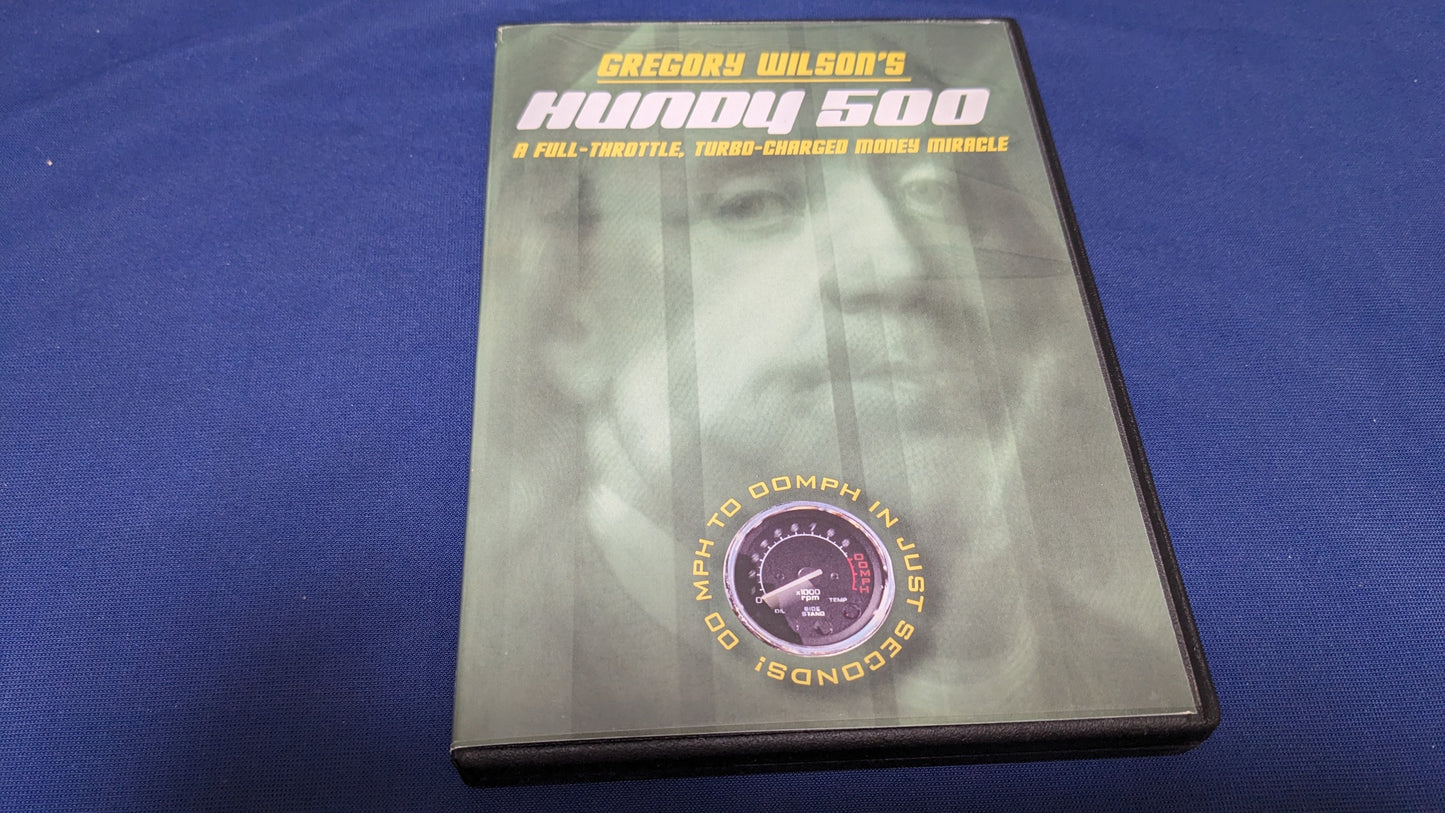 GREGORY WILSON'S
HUNDY 500
A FULL-THROTTLE, TURBO-CHARGED MONEY MIRACLE
00 MPH TO OOMPH IN JUST SECONDS!
OOMPH
0
x1000
rpm
TEMP
SIDE
STAND